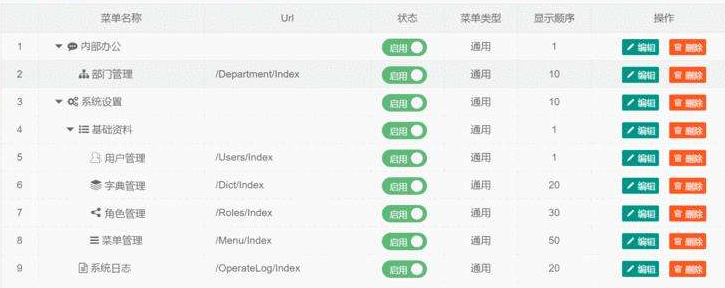 菜单名称 Url 状态 菜单类型 显示顺序 操作
1 内部办公 启用 通用 1 编辑 删除
2 部门管理 /Department/Index 启用 通用 10 编辑 删除
3 系统设置 启用 通用 10 编辑 删除
4 基础资料 启用 通用 1 编辑 删除
5 用户管理 /Users/Index 启用 通用 1 编辑 删除
6 字典管理 /Dict/Index 启用 通用 20 编辑 删除
7 角色管理 /Roles/Index 启用 通用 30 编辑 删除
8 菜单管理 /Menu/Index 启用 通用 50 编辑 删除
9 系统日志 /OperateLog/Index 启用 通用 20 编辑 删除